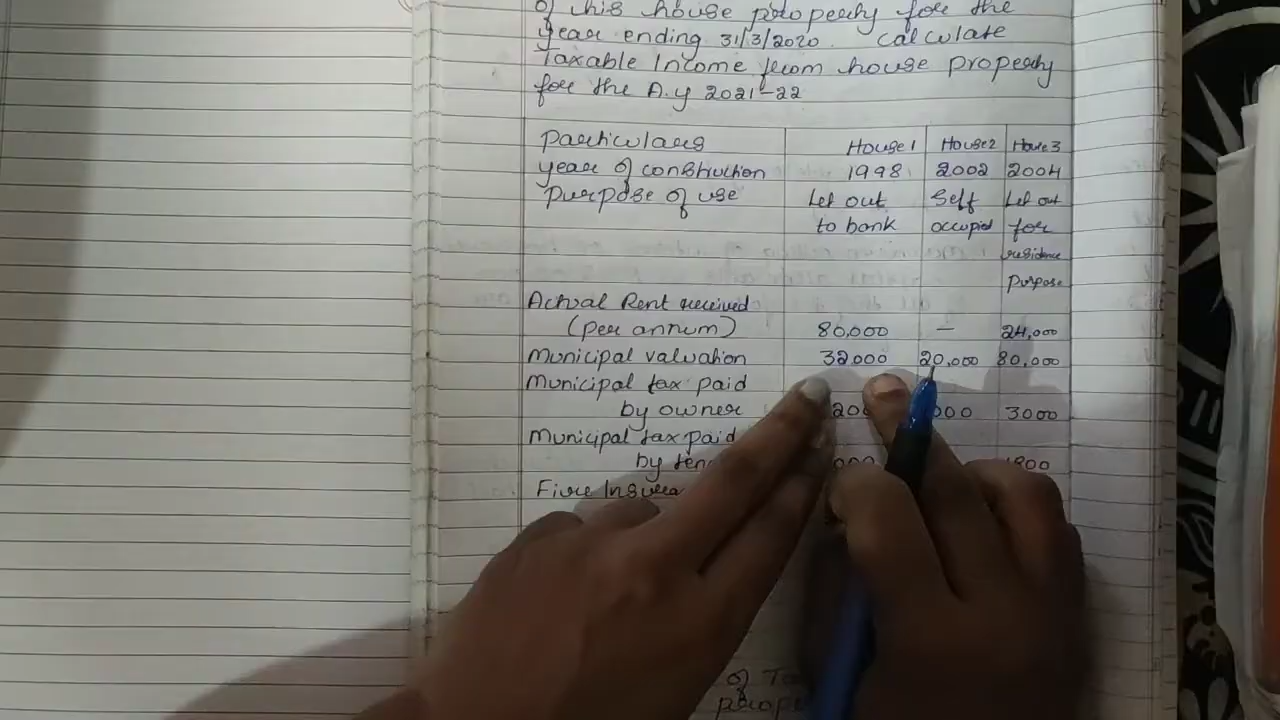 of his house property for the
year ending 31/3/2020. Calculate
Taxable Income from house property
for the A.y 2021-22
Particulars House1 House2 House3
year of construction 1998 2002 2004
Purpose of use Let out Self Let out
to bank occupied for
residence
Purpose
Actual Rent received
(per annum) 80,000 — 24,000
Municipal valuation 32000 20,000 80,000
Municipal tax paid
by owner 3000
Municipal tax paid
by
Fire
of